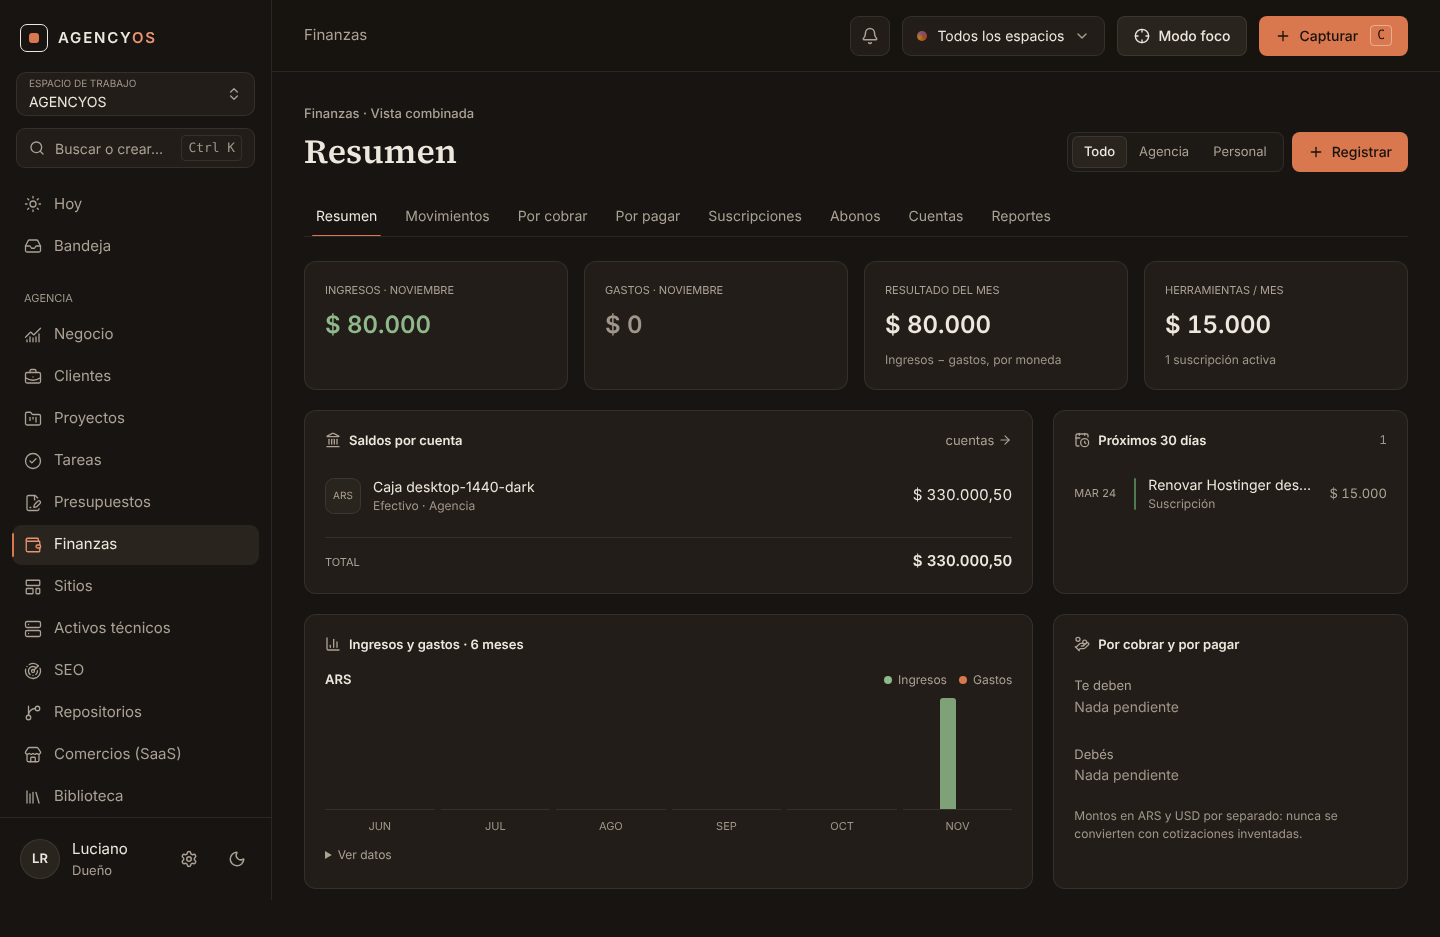 AGENCYOS
ESPACIO DE TRABAJO
AGENCYOS
Buscar o crear... Ctrl K
Hoy
Bandeja
AGENCIA
Negocio
Clientes
Proyectos
Tareas
Presupuestos
Finanzas
Sitios
Activos técnicos
SEO
Repositorios
Comercios (SaaS)
Biblioteca
LR
Luciano
Dueño
Finanzas
Todos los espacios
Modo foco
+ Capturar C
Finanzas · Vista combinada
Resumen
Todo Agencia Personal
+ Registrar
Resumen Movimientos Por cobrar Por pagar Suscripciones Abonos Cuentas Reportes
INGRESOS · NOVIEMBRE
$ 80.000
GASTOS · NOVIEMBRE
$ 0
RESULTADO DEL MES
$ 80.000
Ingresos − gastos, por moneda
HERRAMIENTAS / MES
$ 15.000
1 suscripción activa
Saldos por cuenta
cuentas →
ARS
Caja desktop-1440-dark
Efectivo · Agencia
$ 330.000,50
TOTAL
$ 330.000,50
Próximos 30 días
1
MAR 24
Renovar Hostinger des...
Suscripción
$ 15.000
Ingresos y gastos · 6 meses
ARS
Ingresos Gastos
JUN JUL AGO SEP OCT NOV
Ver datos
Por cobrar y por pagar
Te deben
Nada pendiente
Debés
Nada pendiente
Montos en ARS y USD por separado: nunca se
convierten con cotizaciones inventadas.